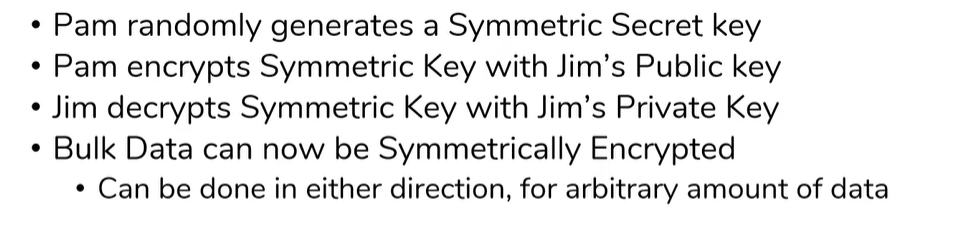 • Pam randomly generates a Symmetric Secret key
• Pam encrypts Symmetric Key with Jim's Public key
• Jim decrypts Symmetric Key with Jim's Private Key
• Bulk Data can now be Symmetrically Encrypted
• Can be done in either direction, for arbitrary amount of data